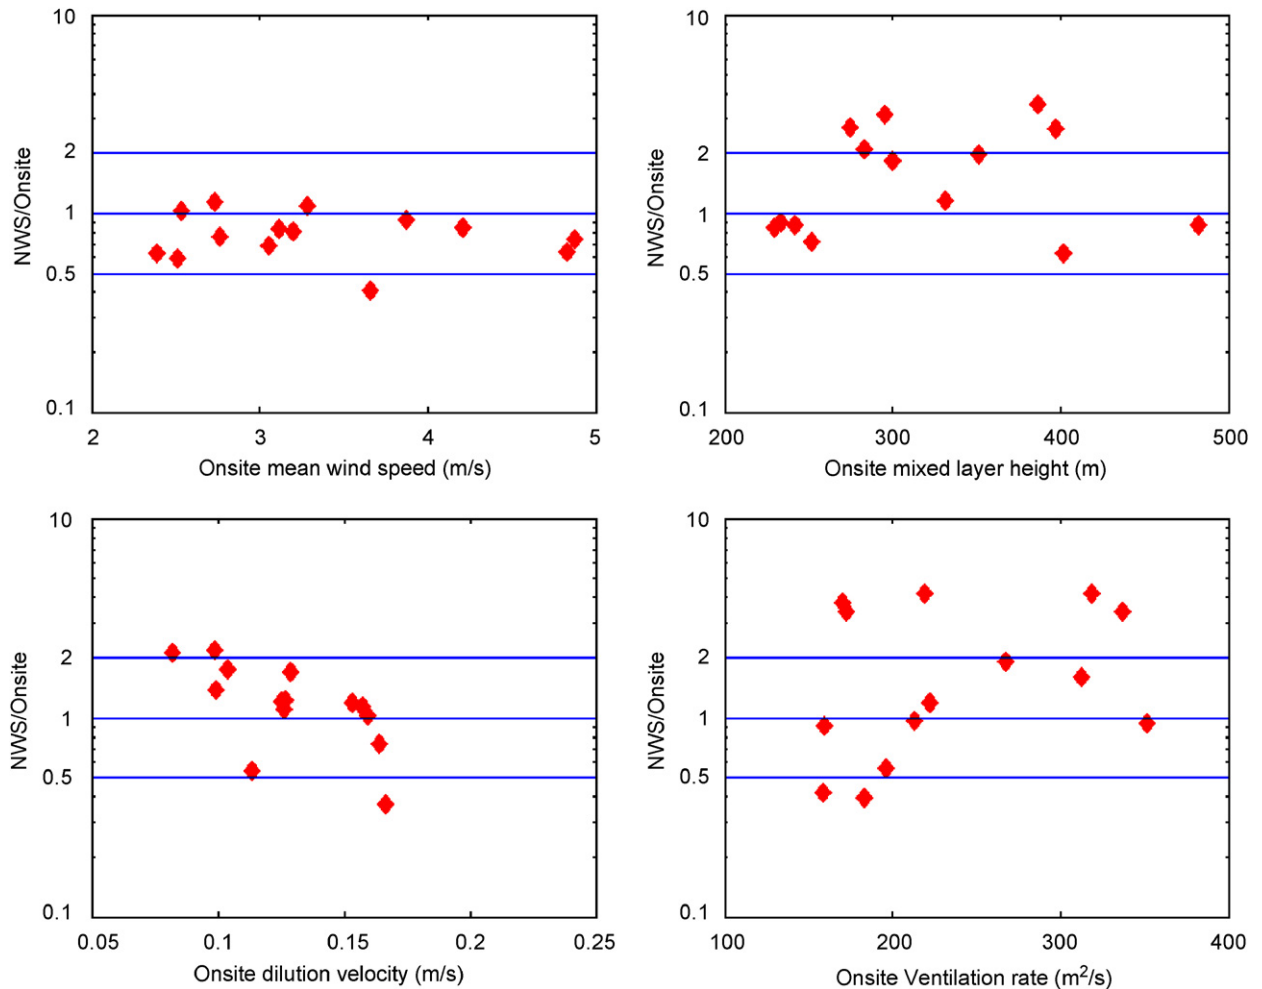 10
2
1
0.5
0.1
NWS/Onsite
2 3 4 5
Onsite mean wind speed (m/s)
10
2
1
0.5
0.1
NWS/Onsite
200 300 400 500
Onsite mixed layer height (m)
10
2
1
0.5
0.1
NWS/Onsite
0.05 0.1 0.15 0.2 0.25
Onsite dilution velocity (m/s)
10
2
1
0.5
0.1
NWS/Onsite
100 200 300 400
Onsite Ventilation rate (m²/s)